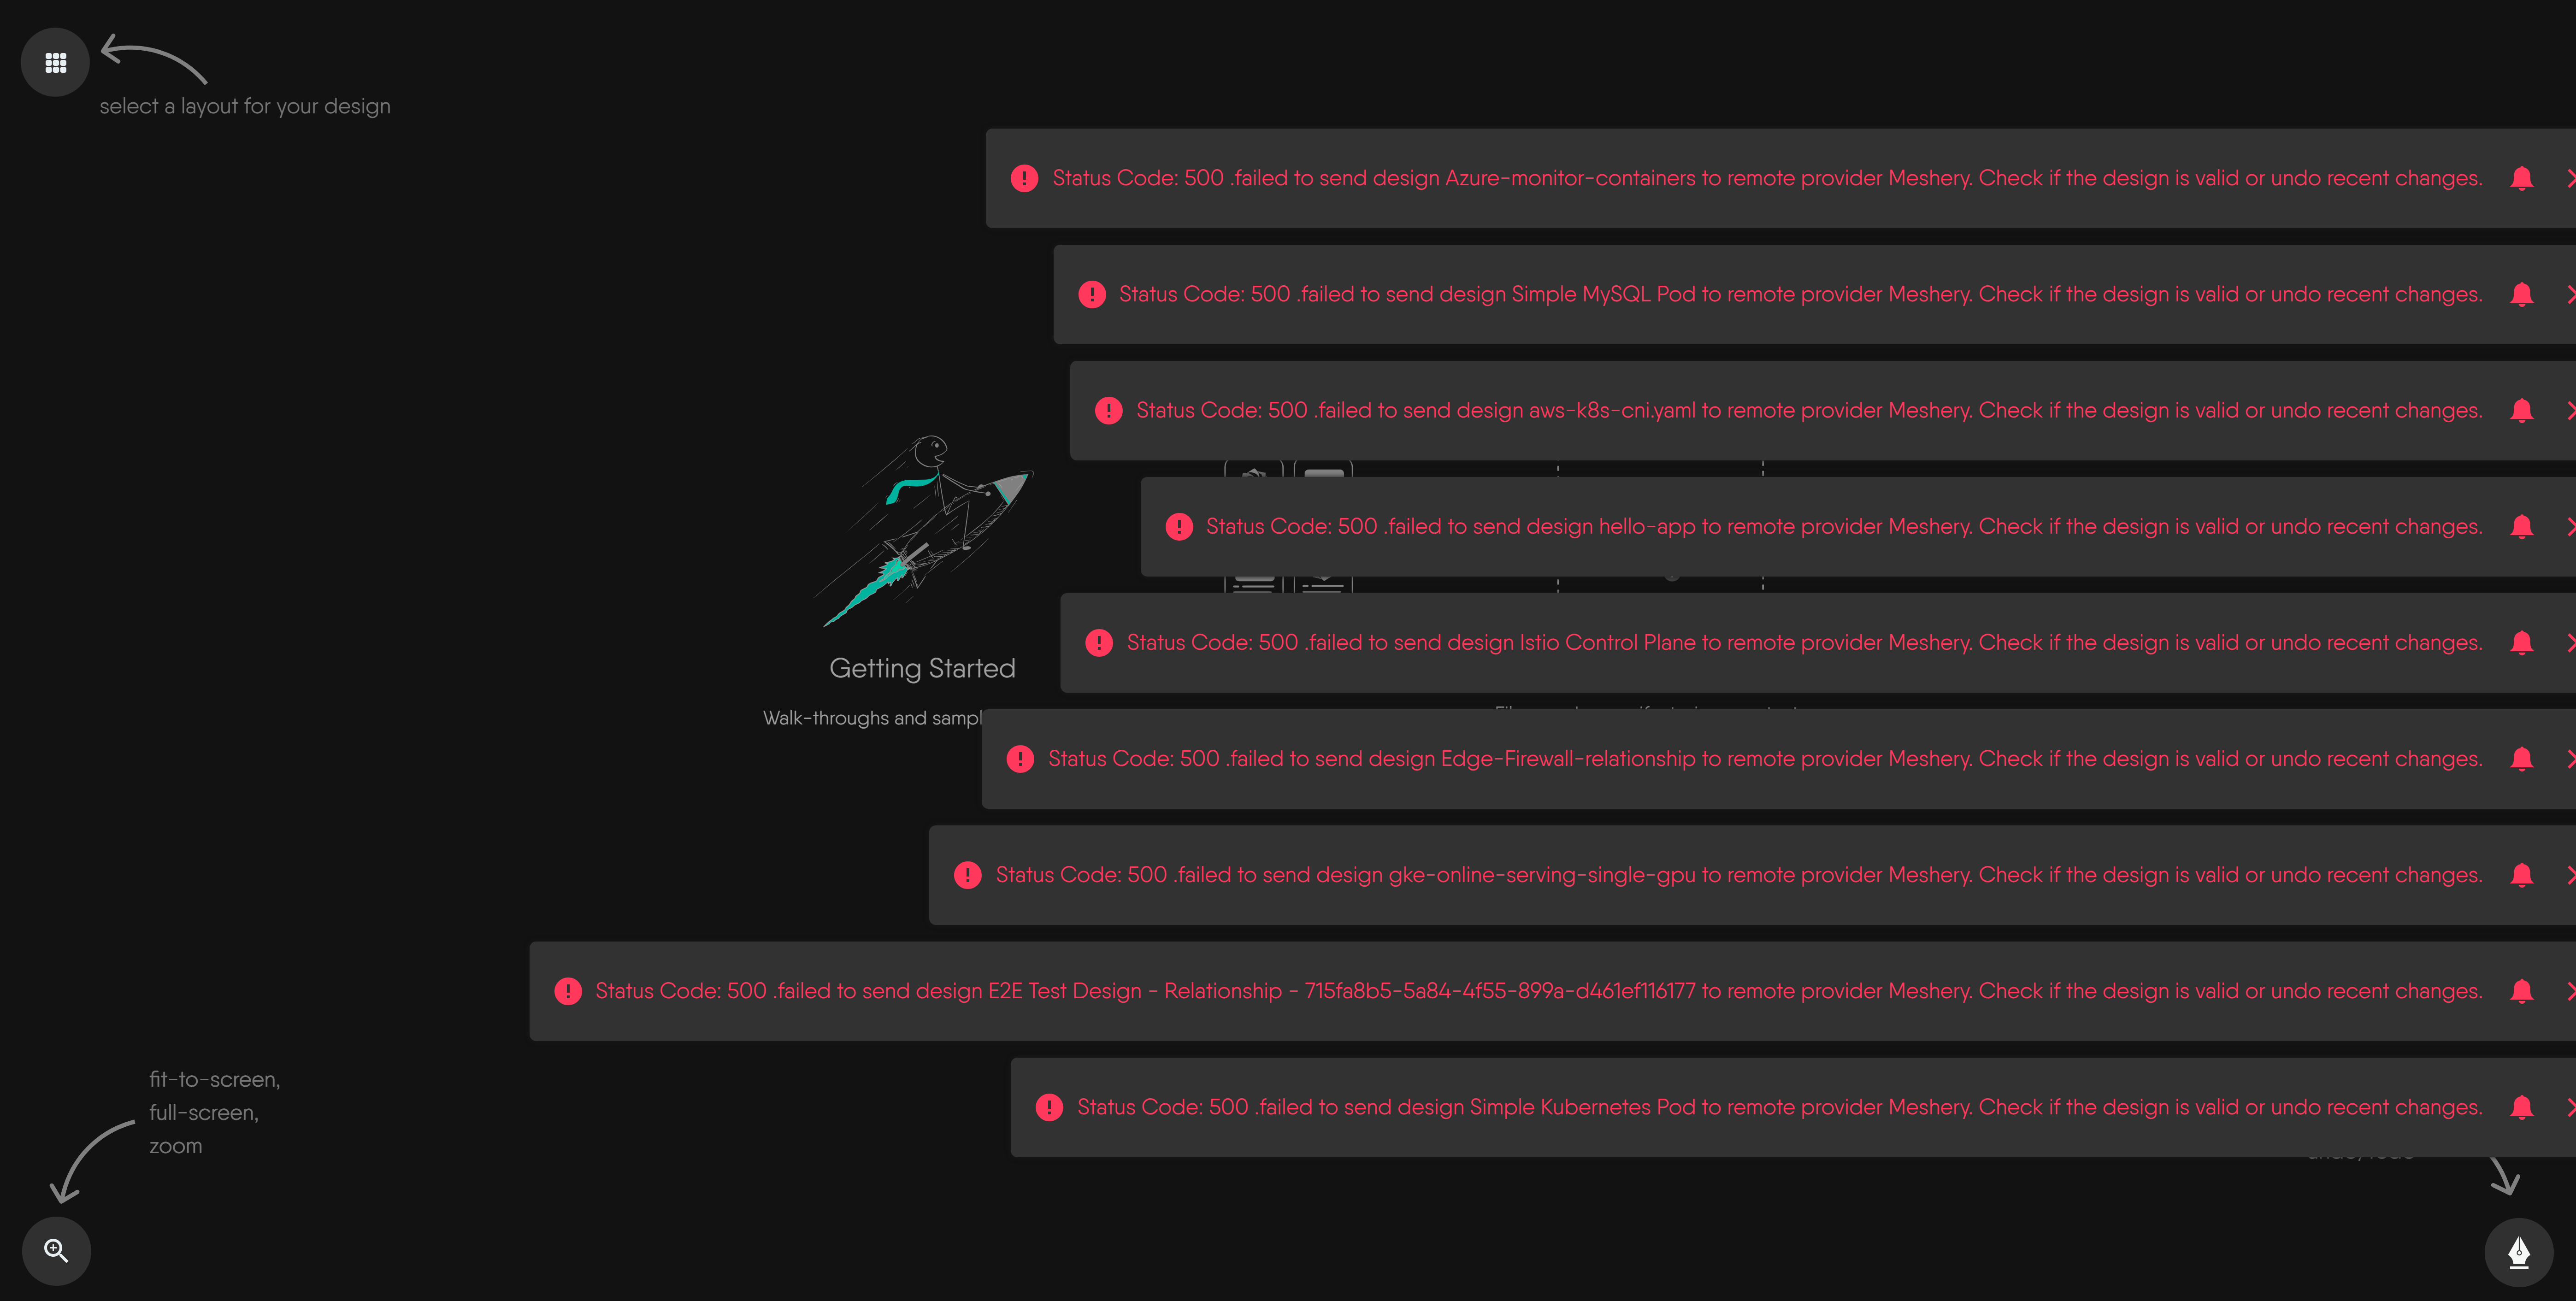 select a layout for your design
Status Code: 500 .failed to send design Azure-monitor-containers to remote provider Meshery. Check if the design is valid or undo recent changes.
Status Code: 500 .failed to send design Simple MySQL Pod to remote provider Meshery. Check if the design is valid or undo recent changes.
Status Code: 500 .failed to send design aws-k8s-cni.yaml to remote provider Meshery. Check if the design is valid or undo recent changes.
Status Code: 500 .failed to send design hello-app to remote provider Meshery. Check if the design is valid or undo recent changes.
Status Code: 500 .failed to send design Istio Control Plane to remote provider Meshery. Check if the design is valid or undo recent changes.
Getting Started
Walk-throughs and
Status Code: 500 .failed to send design Edge-Firewall-relationship to remote provider Meshery. Check if the design is valid or undo recent changes.
Status Code: 500 .failed to send design gke-online-serving-single-gpu to remote provider Meshery. Check if the design is valid or undo recent changes.
Status Code: 500 .failed to send design E2E Test Design - Relationship - 715fa8b5-5a84-4f55-899a-d461ef116177 to remote provider Meshery. Check if the design is valid or undo recent changes.
Status Code: 500 .failed to send design Simple Kubernetes Pod to remote provider Meshery. Check if the design is valid or undo recent changes.
fit-to-screen,
full-screen,
zoom